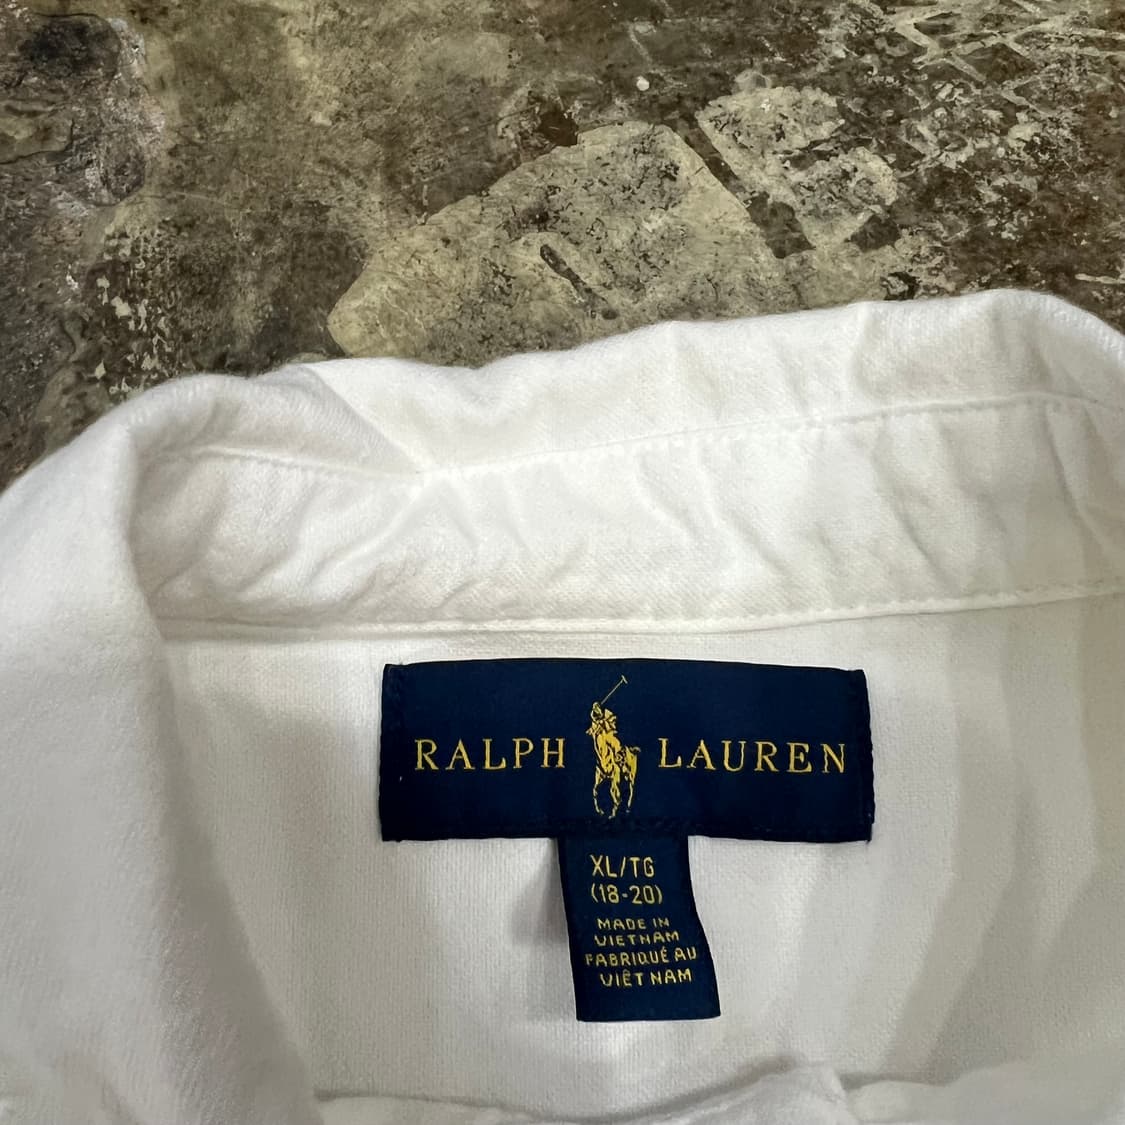 RALPH LAUREN
XL/TG
(18-20)
MADE IN
VIETNAM
FABRIQUÉ AU
VIÊT NAM